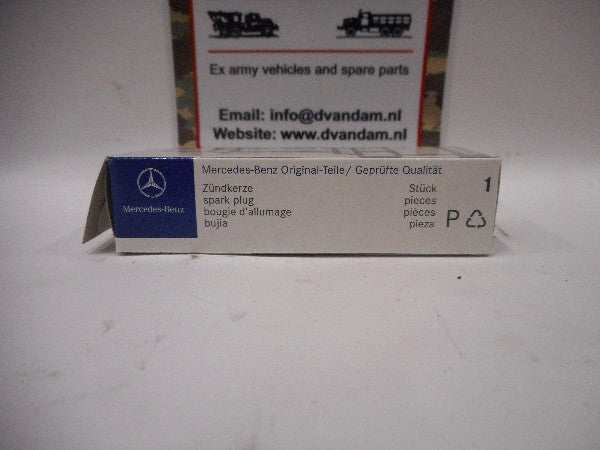 Ex army vehicles and spare parts
Email: info@dvandam.nl
Website: www.dvandam.nl
Mercedes-Benz
Mercedes-Benz Original-Teile/ Geprüfte Qualität
Zündkerze Stück 1
spark plug pieces
bougie d'allumage pièces
bujía pieza
P